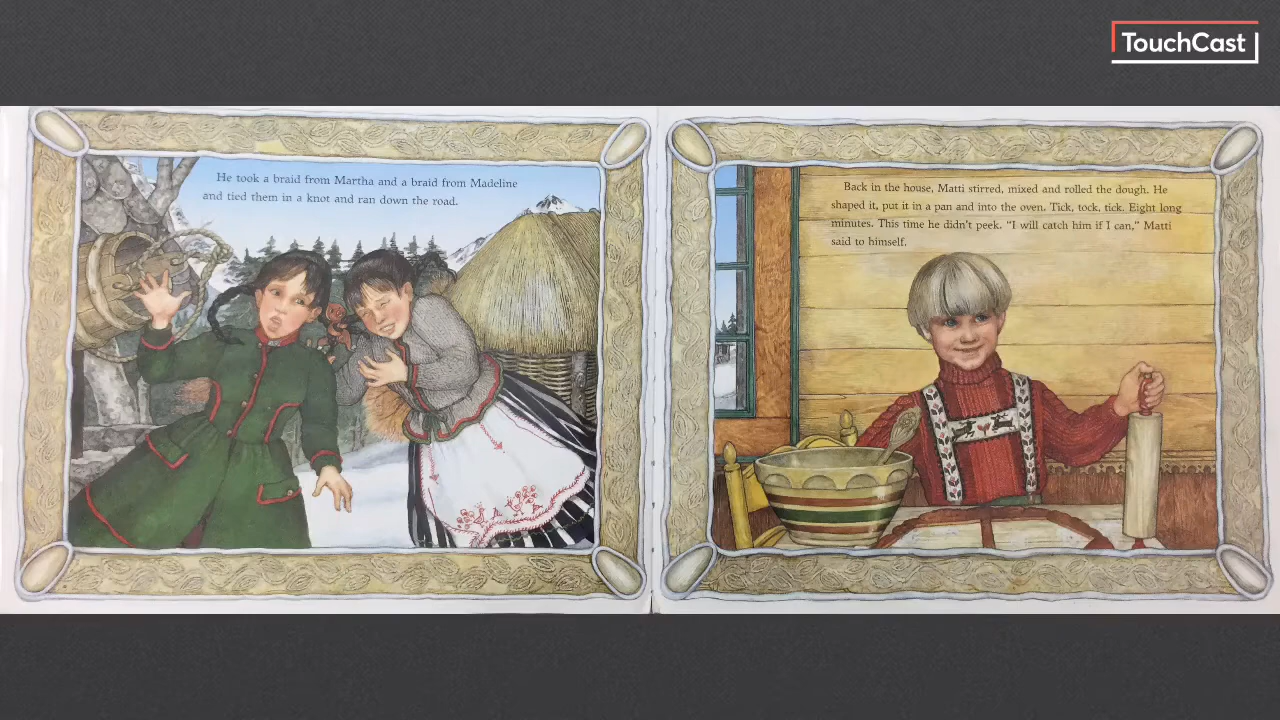 TouchCast
He took a braid from Martha and a braid from Madeline
and tied them in a knot and ran down the road.
Back in the house, Matti stirred, mixed and rolled the dough. He
shaped it, put it in a pan and into the oven. Tick, tock, tick. Eight long
minutes. This time he didn't peek. "I will catch him if I can," Matti
said to himself.